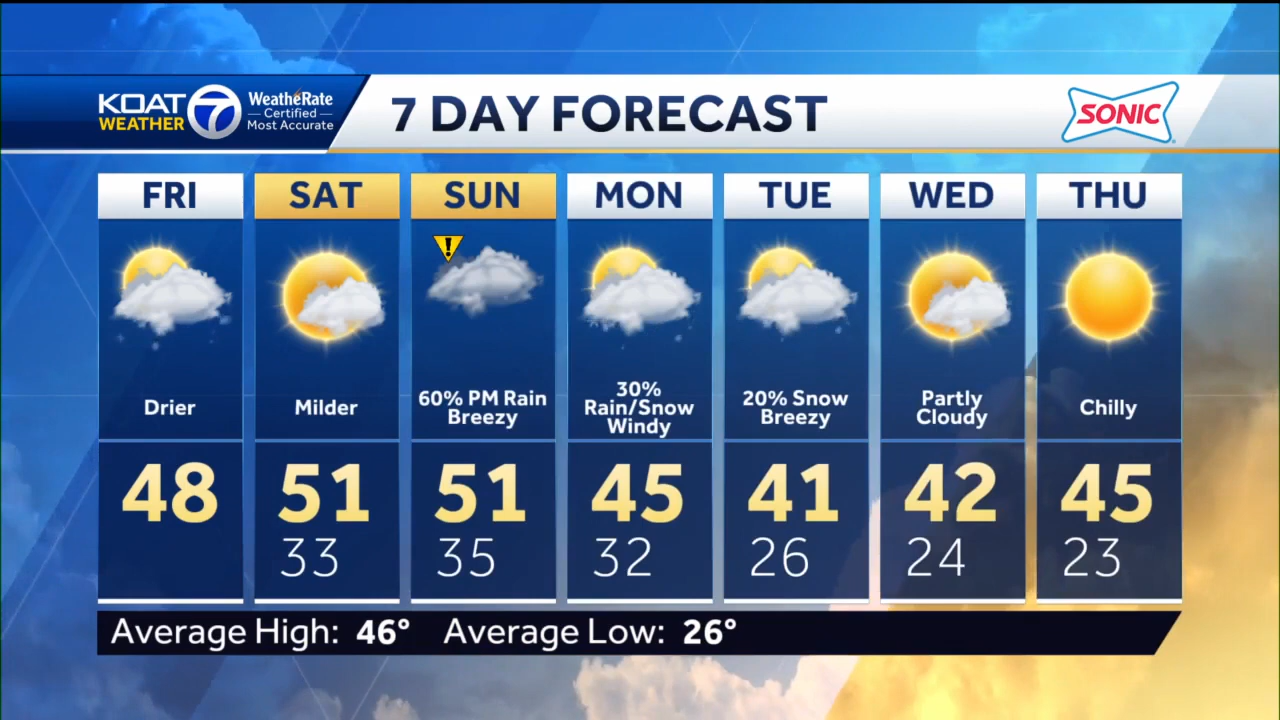 KOAT
WEATHER
7
WeatheRate
Certified
Most Accurate
7 DAY FORECAST
SONIC
FRI
SAT
SUN
MON
TUE
WED
THU
!
Drier
Milder
60% PM Rain
Breezy
30%
Rain/Snow
Windy
20% Snow
Breezy
Partly
Cloudy
Chilly
48
51
51
45
41
42
45
33
35
32
26
24
23
Average High: 46° Average Low: 26°